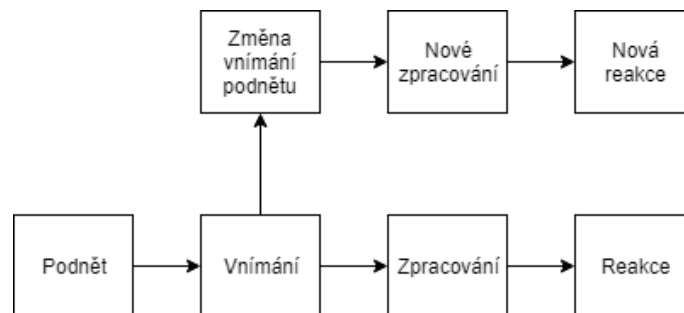 Změna
vnímání
podnětu
Nové
zpracování
Nová
reakce
Podnět
Vnímání
Zpracování
Reakce